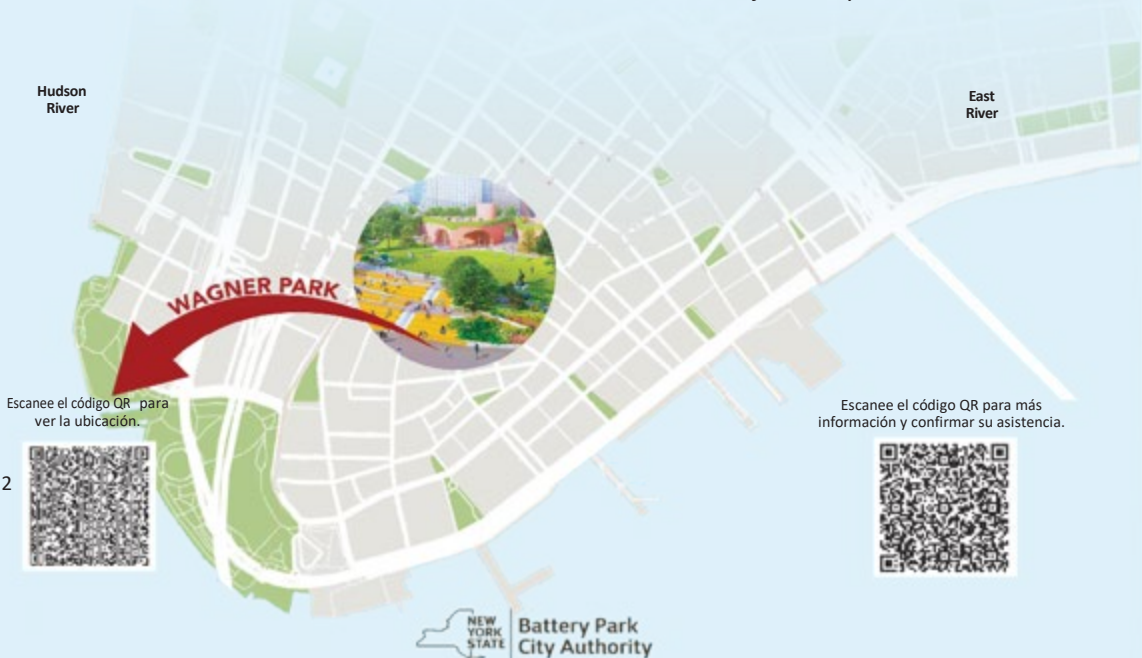 Hudson
River
East
River
WAGNER PARK
Escanee el código QR para
ver la ubicación.
Escanee el código QR para más
información y confirmar su asistencia.
2
NEW
YORK
STATE
Battery Park
City Authority